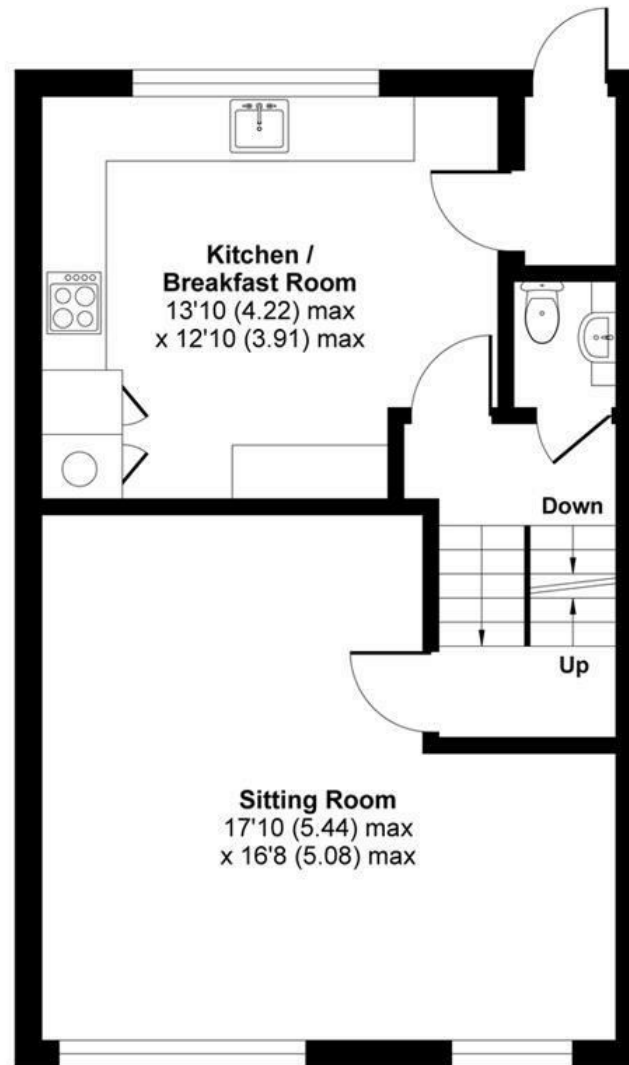 Kitchen /
Breakfast Room
13'10 (4.22) max
x 12'10 (3.91) max
Down
Up
Sitting Room
17'10 (5.44) max
x 16'8 (5.08) max